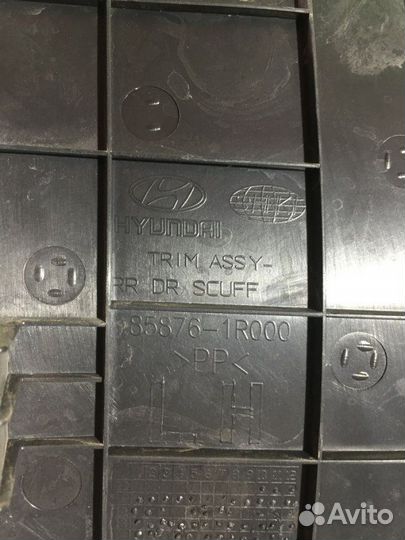 HYUNDAI
TRIM ASSY-
RR DR SCUFF
85876-1R000
>PP<
LH
Avito